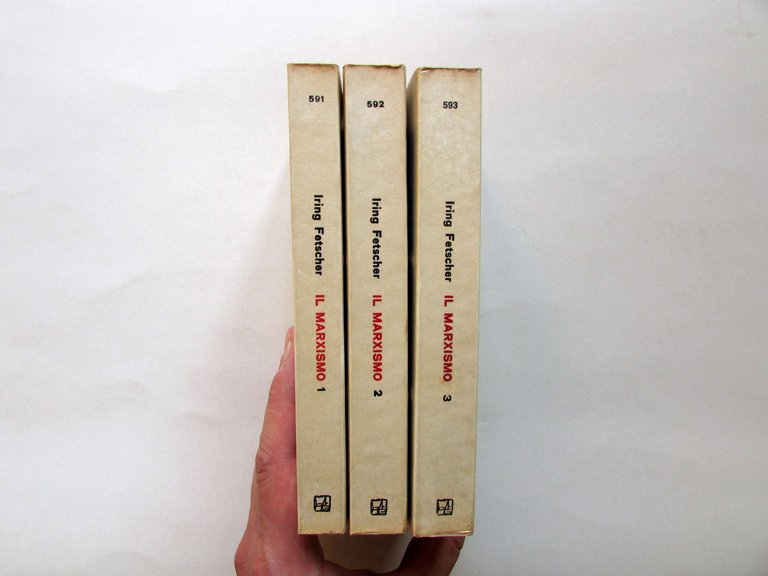 591
Iring Fetscher IL MARXISMO 1
592
Iring Fetscher IL MARXISMO 2
593
Iring Fetscher IL MARXISMO 3